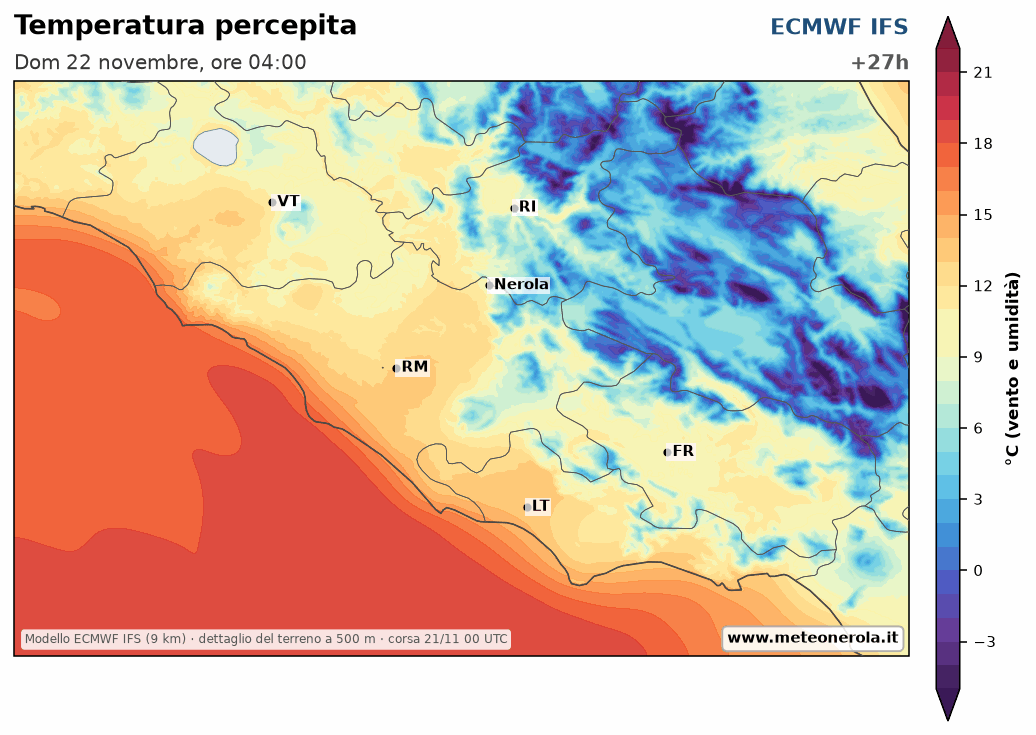 Temperatura percepita
ECMWF IFS
Dom 22 novembre, ore 04:00
+27h
VT
RI
Nerola
RM
FR
LT
21
18
15
12
9
6
3
0
−3
°C (vento e umidità)
Modello ECMWF IFS (9 km) · dettaglio del terreno a 500 m · corsa 21/11 00 UTC
www.meteonerola.it